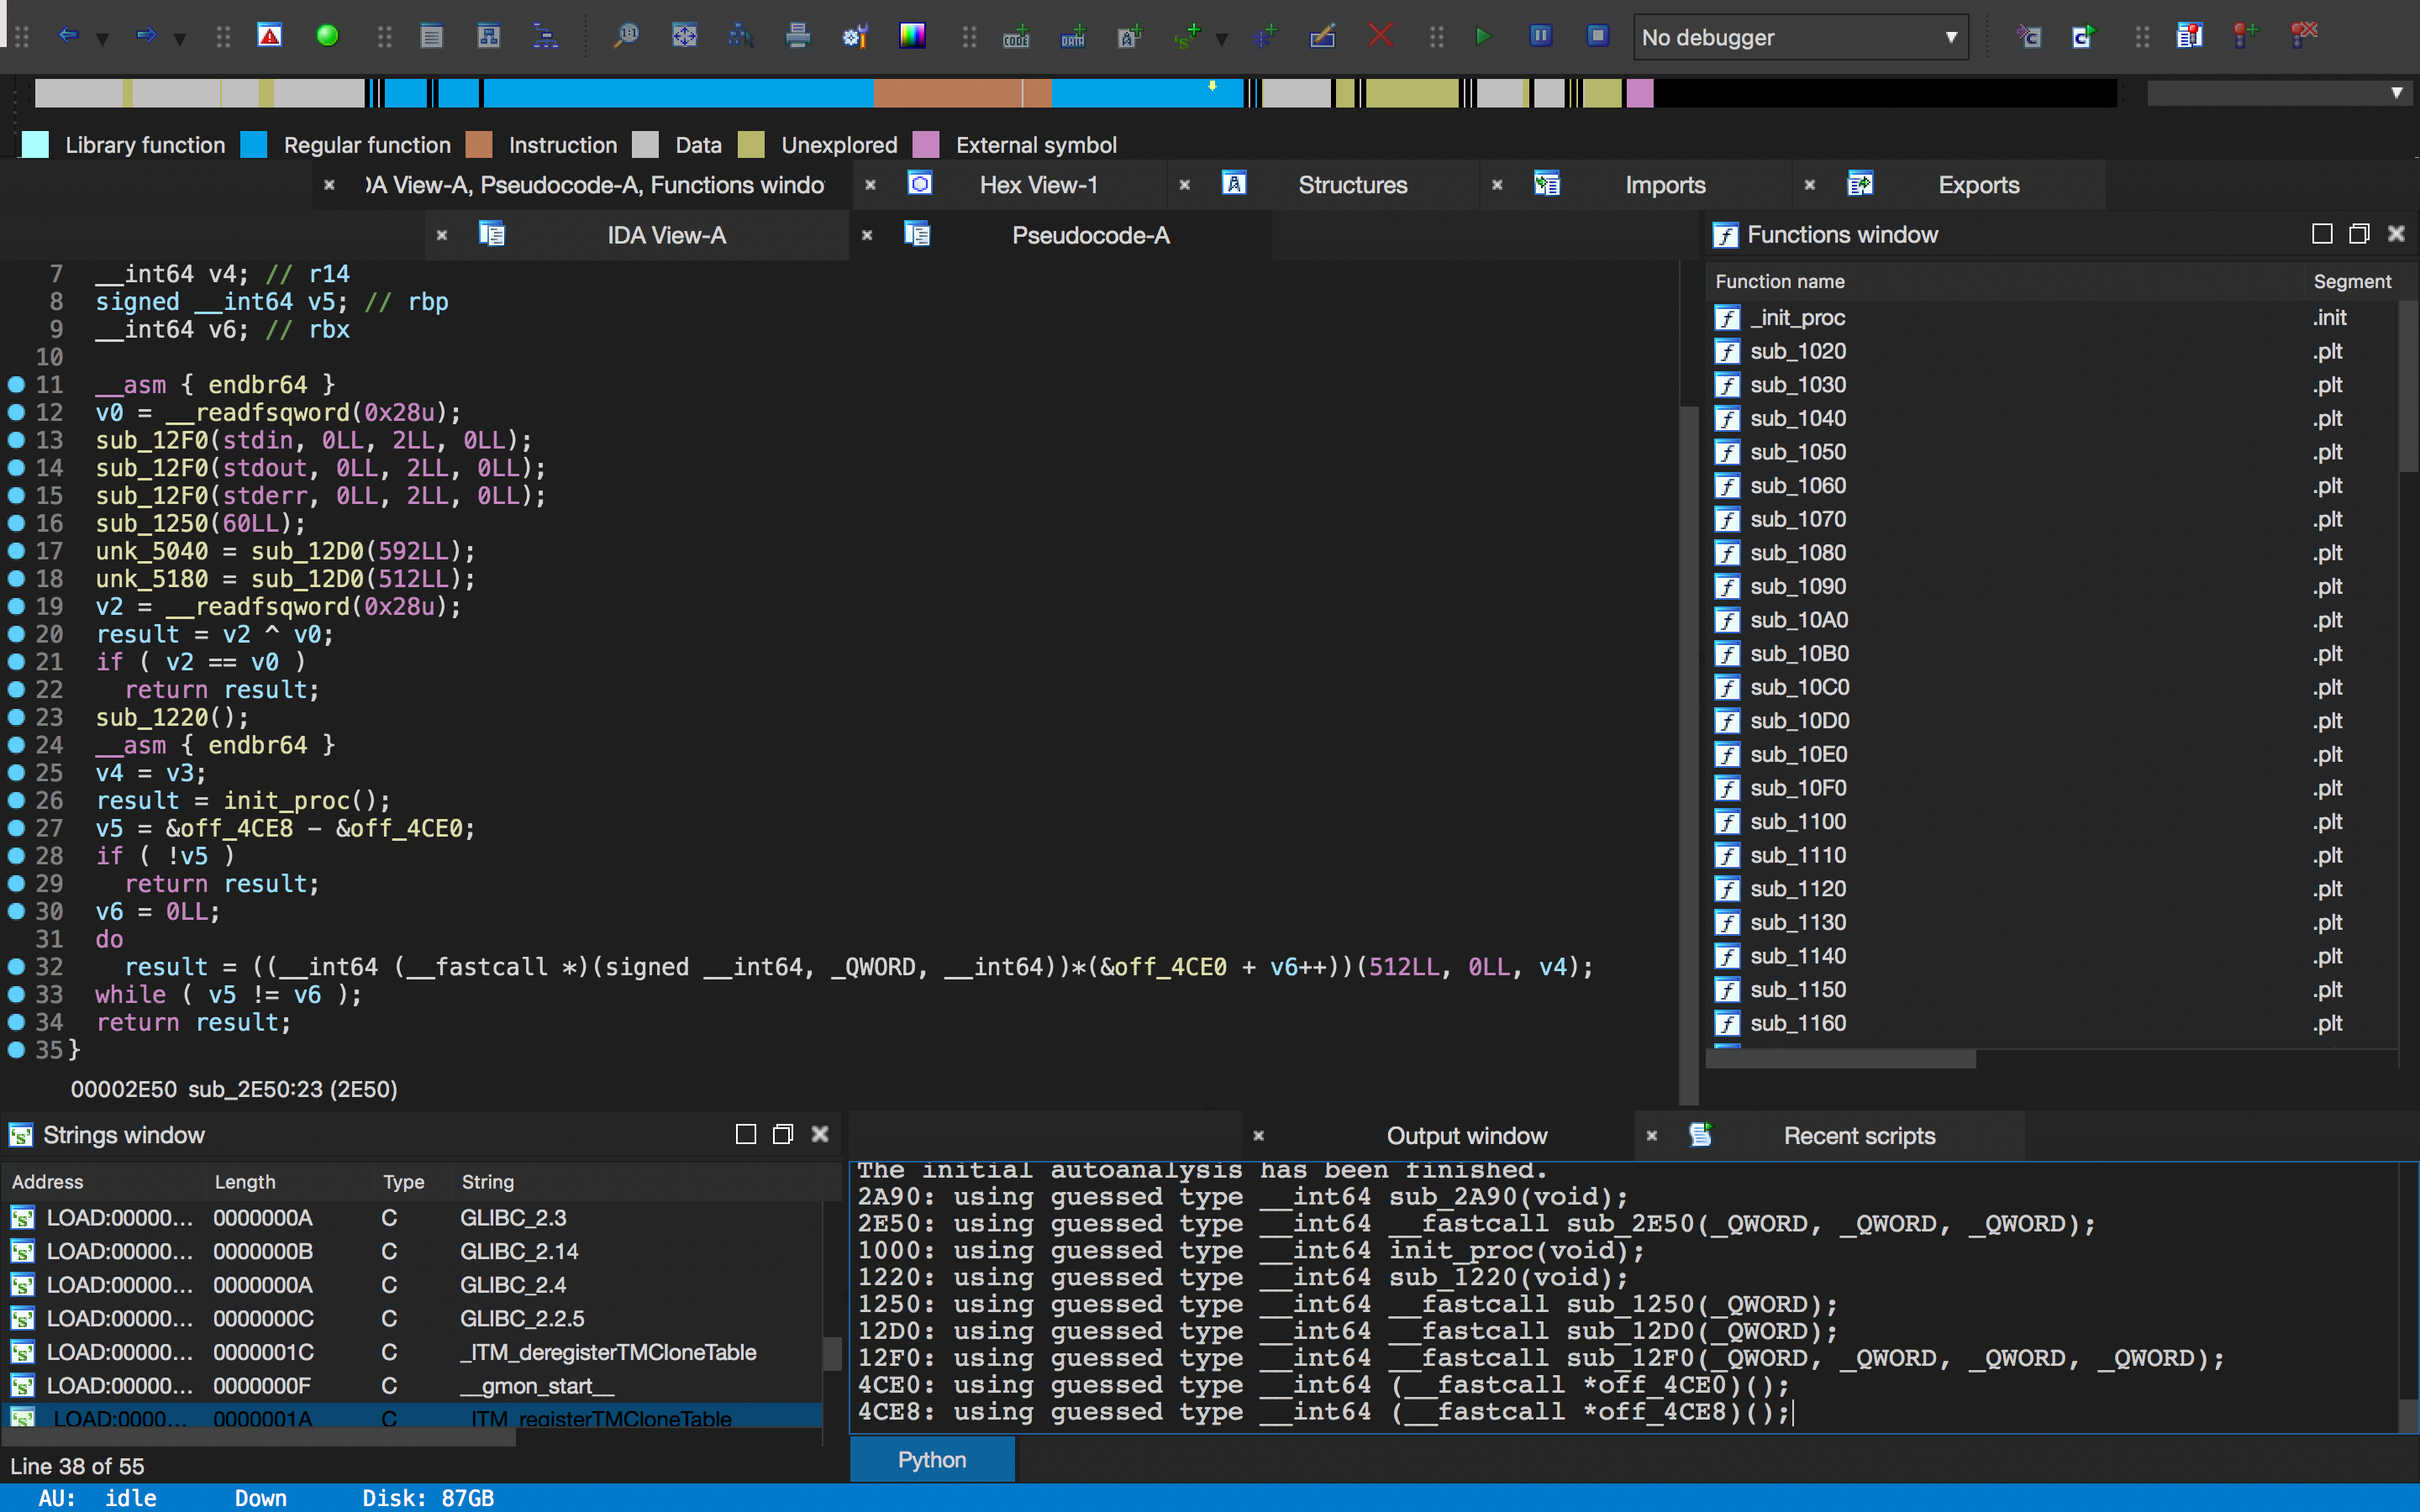 No debugger
Library function Regular function Instruction Data Unexplored External symbol
DA View-A, Pseudocode-A, Functions windo Hex View-1 Structures Imports Exports
IDA View-A Pseudocode-A
7 __int64 v4; // r14
8 signed __int64 v5; // rbp
9 __int64 v6; // rbx
10
11 __asm { endbr64 }
12 v0 = __readfsqword(0x28u);
13 sub_12F0(stdin, 0LL, 2LL, 0LL);
14 sub_12F0(stdout, 0LL, 2LL, 0LL);
15 sub_12F0(stderr, 0LL, 2LL, 0LL);
16 sub_1250(60LL);
17 unk_5040 = sub_12D0(592LL);
18 unk_5180 = sub_12D0(512LL);
19 v2 = __readfsqword(0x28u);
20 result = v2 ^ v0;
21 if ( v2 == v0 )
22 return result;
23 sub_1220();
24 __asm { endbr64 }
25 v4 = v3;
26 result = init_proc();
27 v5 = &off_4CE8 - &off_4CE0;
28 if ( !v5 )
29 return result;
30 v6 = 0LL;
31 do
32 result = ((__int64 (__fastcall *)(signed __int64, _QWORD, __int64))*(&off_4CE0 + v6++))(512LL, 0LL, v4);
33 while ( v5 != v6 );
34 return result;
35 }
00002E50 sub_2E50:23 (2E50)
Functions window
Function name Segment
_init_proc .init
sub_1020 .plt
sub_1030 .plt
sub_1040 .plt
sub_1050 .plt
sub_1060 .plt
sub_1070 .plt
sub_1080 .plt
sub_1090 .plt
sub_10A0 .plt
sub_10B0 .plt
sub_10C0 .plt
sub_10D0 .plt
sub_10E0 .plt
sub_10F0 .plt
sub_1100 .plt
sub_1110 .plt
sub_1120 .plt
sub_1130 .plt
sub_1140 .plt
sub_1150 .plt
sub_1160 .plt
Strings window
Address Length Type String
LOAD:00000... 0000000A C GLIBC_2.3
LOAD:00000... 0000000B C GLIBC_2.14
LOAD:00000... 0000000A C GLIBC_2.4
LOAD:00000... 0000000C C GLIBC_2.2.5
LOAD:00000... 0000001C C _ITM_deregisterTMCloneTable
LOAD:00000... 0000000F C __gmon_start__
LOAD:0000... 0000001A C _ITM_registerTMCloneTable
Line 38 of 55
Output window Recent scripts
The initial autoanalysis has been finished.
2A90: using guessed type __int64 sub_2A90(void);
2E50: using guessed type __int64 __fastcall sub_2E50(_QWORD, _QWORD, _QWORD);
1000: using guessed type __int64 init_proc(void);
1220: using guessed type __int64 sub_1220(void);
1250: using guessed type __int64 __fastcall sub_1250(_QWORD);
12D0: using guessed type __int64 __fastcall sub_12D0(_QWORD);
12F0: using guessed type __int64 __fastcall sub_12F0(_QWORD, _QWORD, _QWORD, _QWORD);
4CE0: using guessed type __int64 (__fastcall *off_4CE0)();
4CE8: using guessed type __int64 (__fastcall *off_4CE8)();
Python
AU: idle Down Disk: 87GB